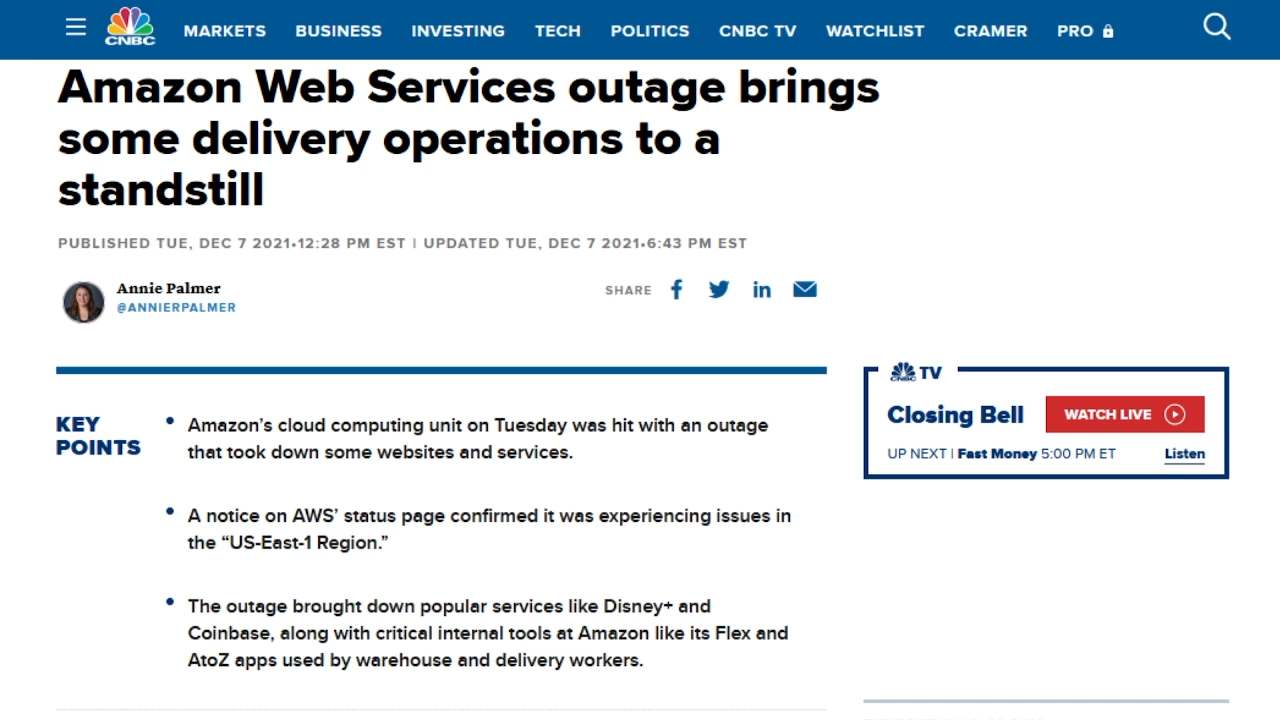 CNBC
MARKETS BUSINESS INVESTING TECH POLITICS CNBC TV WATCHLIST CRAMER PRO
Amazon Web Services outage brings
some delivery operations to a
standstill
PUBLISHED TUE, DEC 7 2021•12:28 PM EST | UPDATED TUE, DEC 7 2021•6:43 PM EST
Annie Palmer
@ANNIERPALMER
SHARE
KEY
POINTS
• Amazon’s cloud computing unit on Tuesday was hit with an outage
that took down some websites and services.
• A notice on AWS’ status page confirmed it was experiencing issues in
the “US-East-1 Region.”
• The outage brought down popular services like Disney+ and
Coinbase, along with critical internal tools at Amazon like its Flex and
AtoZ apps used by warehouse and delivery workers.
CNBC TV
Closing Bell WATCH LIVE
UP NEXT | Fast Money 5:00 PM ET Listen